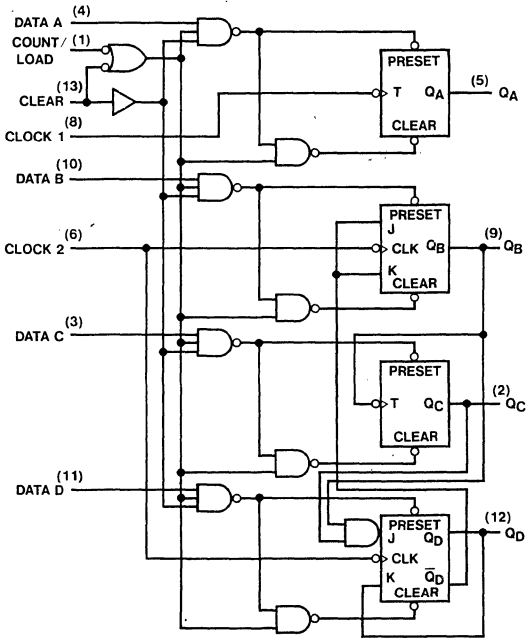 DATA A (4)
COUNT/ (1)
LOAD
PRESET
(13) (5)
CLEAR T QA QA
(8)
CLOCK 1 CLEAR
(10)
DATA B
PRESET
J
(6) (9)
CLOCK 2 CLK QB QB
K
CLEAR
(3)
DATA C
PRESET
(2)
T QC QC
CLEAR
(11)
DATA D
PRESET (12)
J QD QD
CLK
K Q̅D
CLEAR